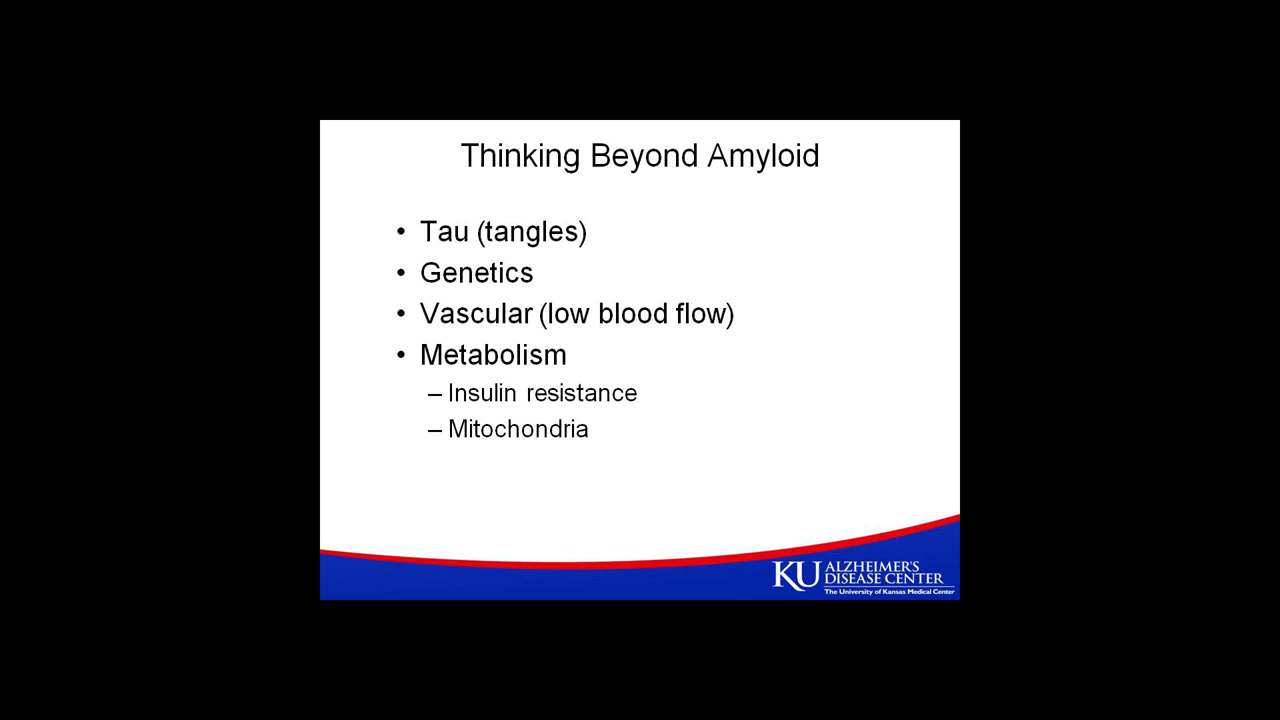 Thinking Beyond Amyloid
• Tau (tangles)
• Genetics
• Vascular (low blood flow)
• Metabolism
– Insulin resistance
– Mitochondria
KU ALZHEIMER'S
DISEASE CENTER
The University of Kansas Medical Center